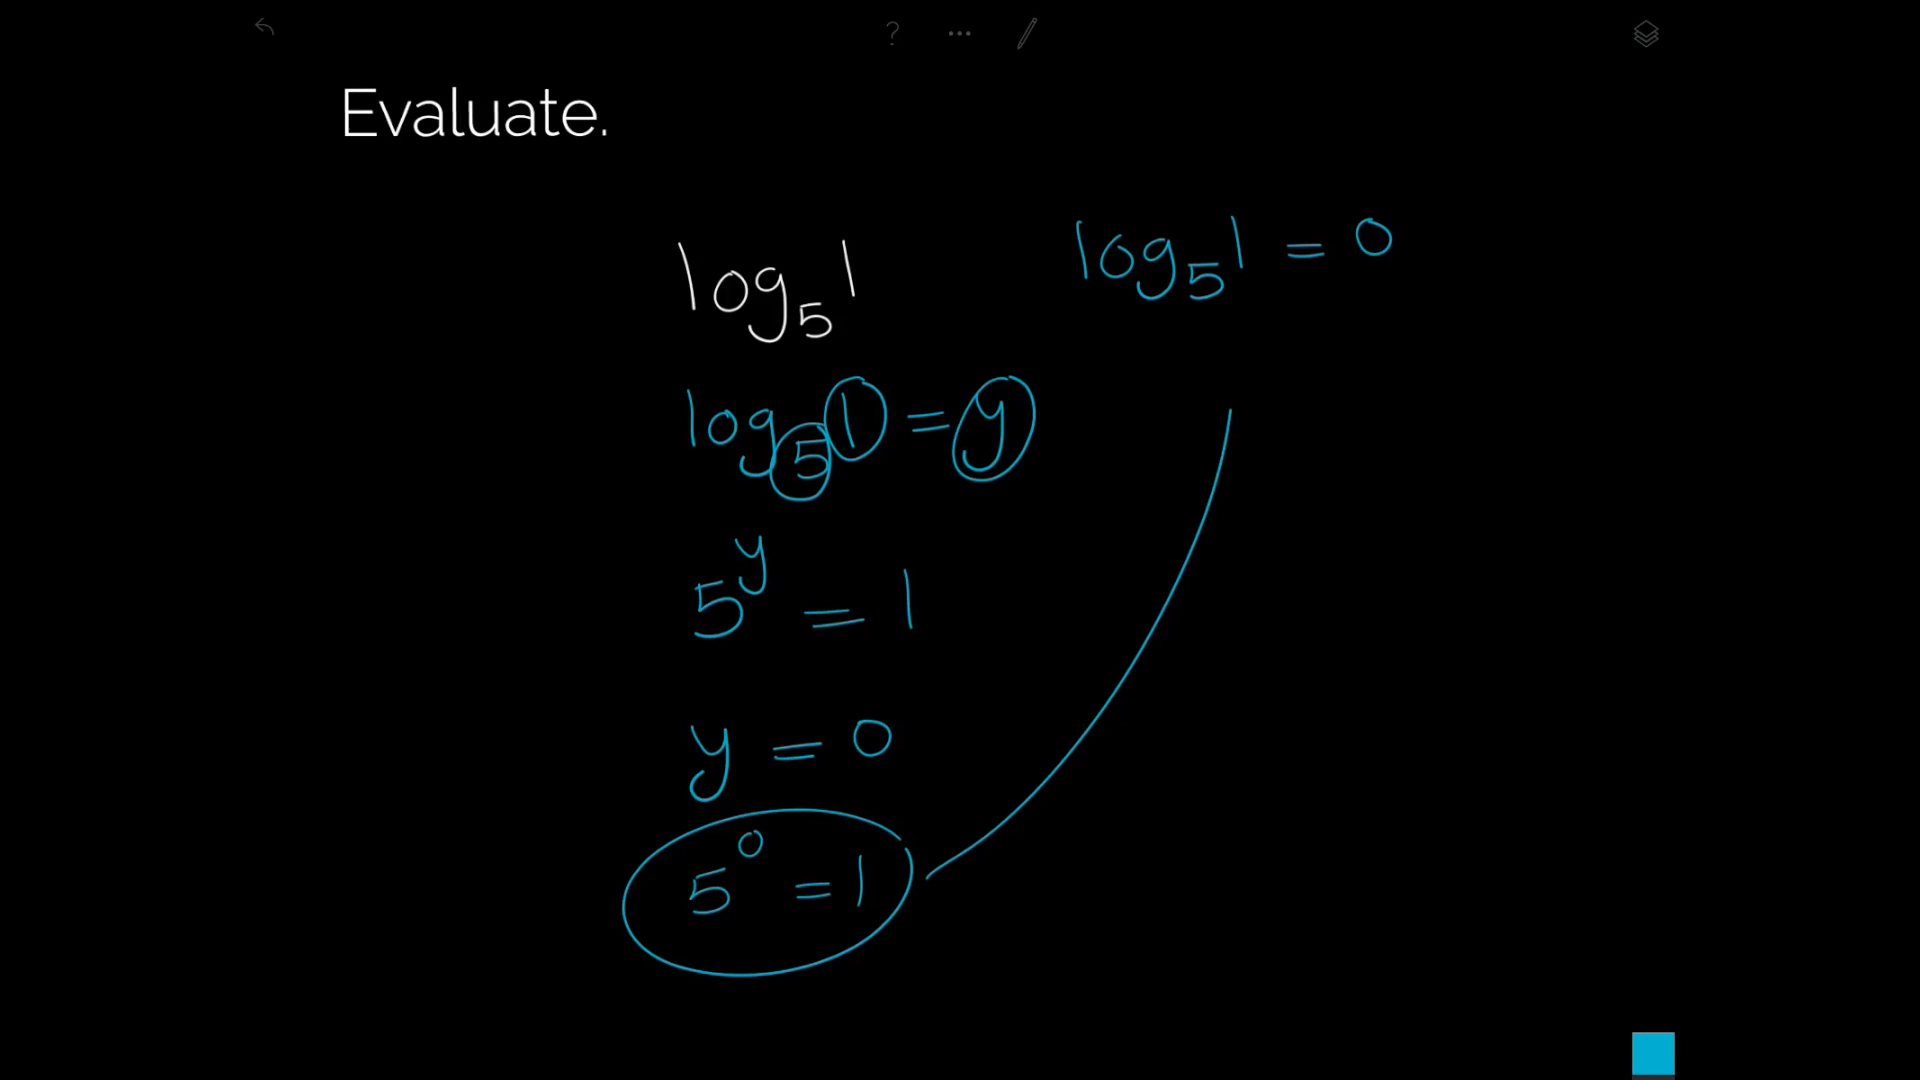 Evaluate.
log₅1
log₅1 = 0
log₅1 = y
5ʸ = 1
y = 0
5⁰ = 1